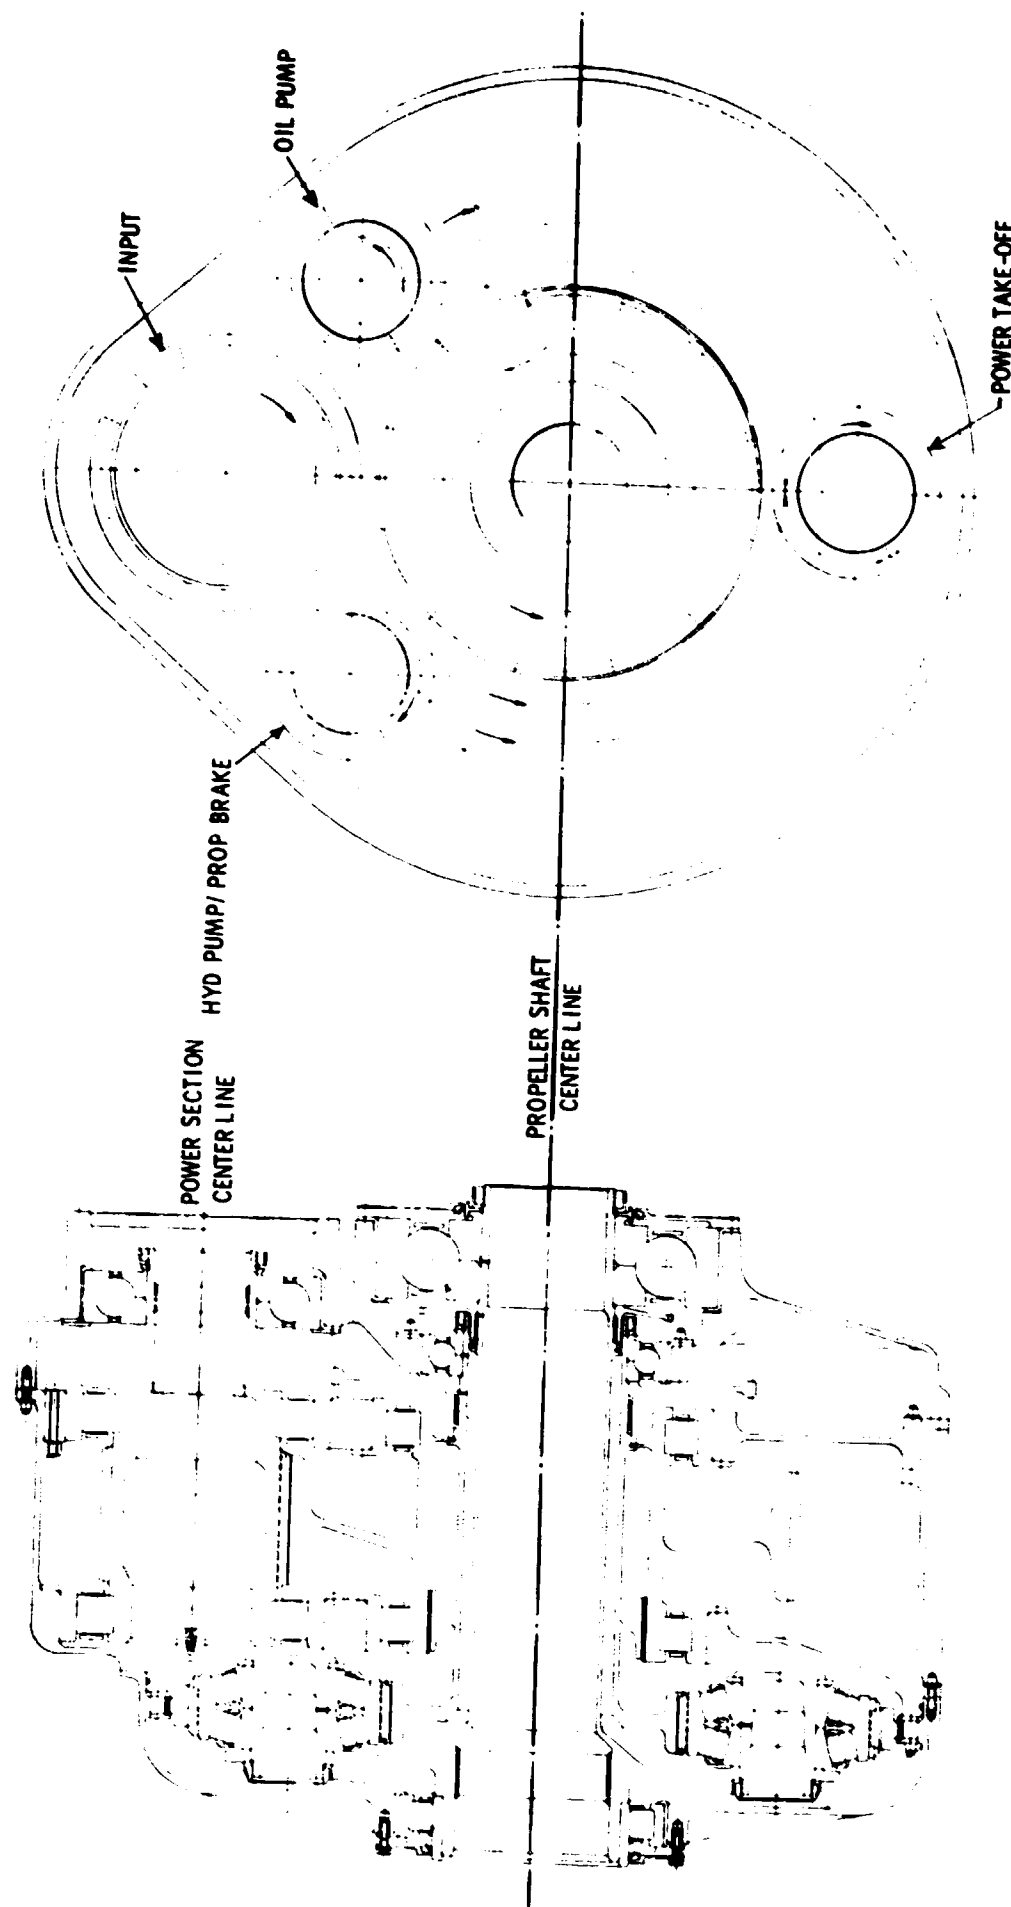 OIL PUMP
INPUT
POWER TAKE-OFF
HYD PUMP/ PROP BRAKE
POWER SECTION
CENTER LINE
PROPELLER SHAFT
CENTER LINE